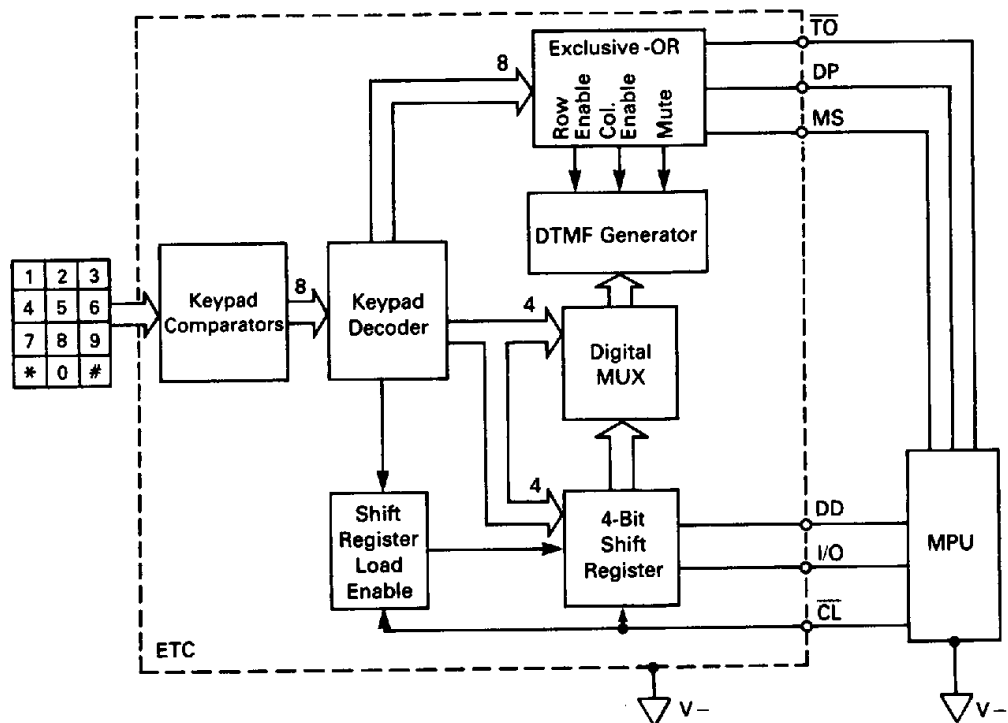 TO
8
Exclusive-OR
Row
Enable
Col.
Enable
Mute
DP
MS
DTMF Generator
1 2 3
4 5 6
7 8 9
* 0 #
Keypad
Comparators
8
Keypad
Decoder
4
Digital
MUX
4
Shift
Register
Load
Enable
4-Bit
Shift
Register
DD
I/O
CL
MPU
ETC
V-
V-